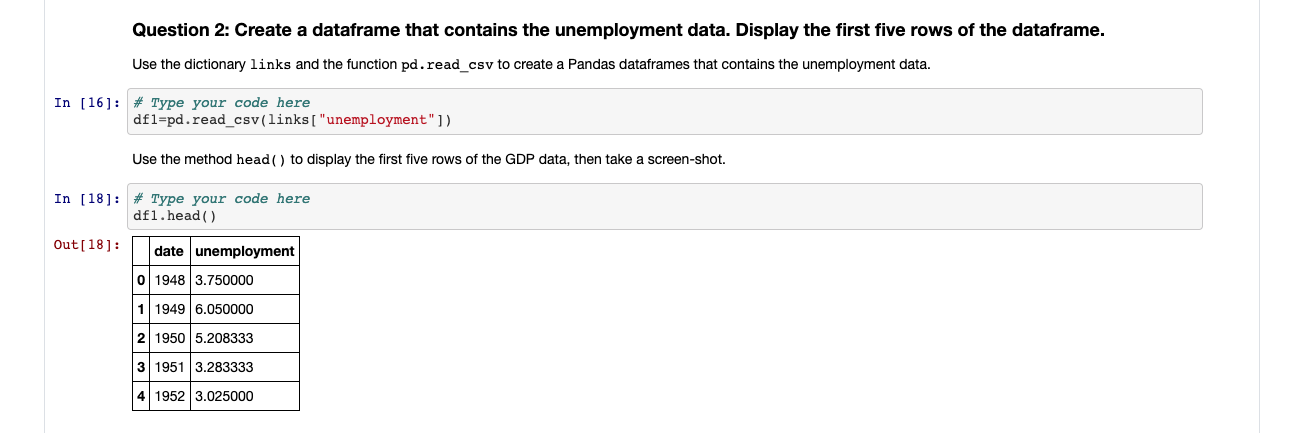 Question 2: Create a dataframe that contains the unemployment data. Display the first five rows of the dataframe.
Use the dictionary links and the function pd.read_csv to create a Pandas dataframes that contains the unemployment data.
In [16]: # Type your code here
df1=pd.read_csv(links["unemployment"])
Use the method head() to display the first five rows of the GDP data, then take a screen-shot.
In [18]: # Type your code here
df1.head()
Out[18]:
date unemployment
0 1948 3.750000
1 1949 6.050000
2 1950 5.208333
3 1951 3.283333
4 1952 3.025000